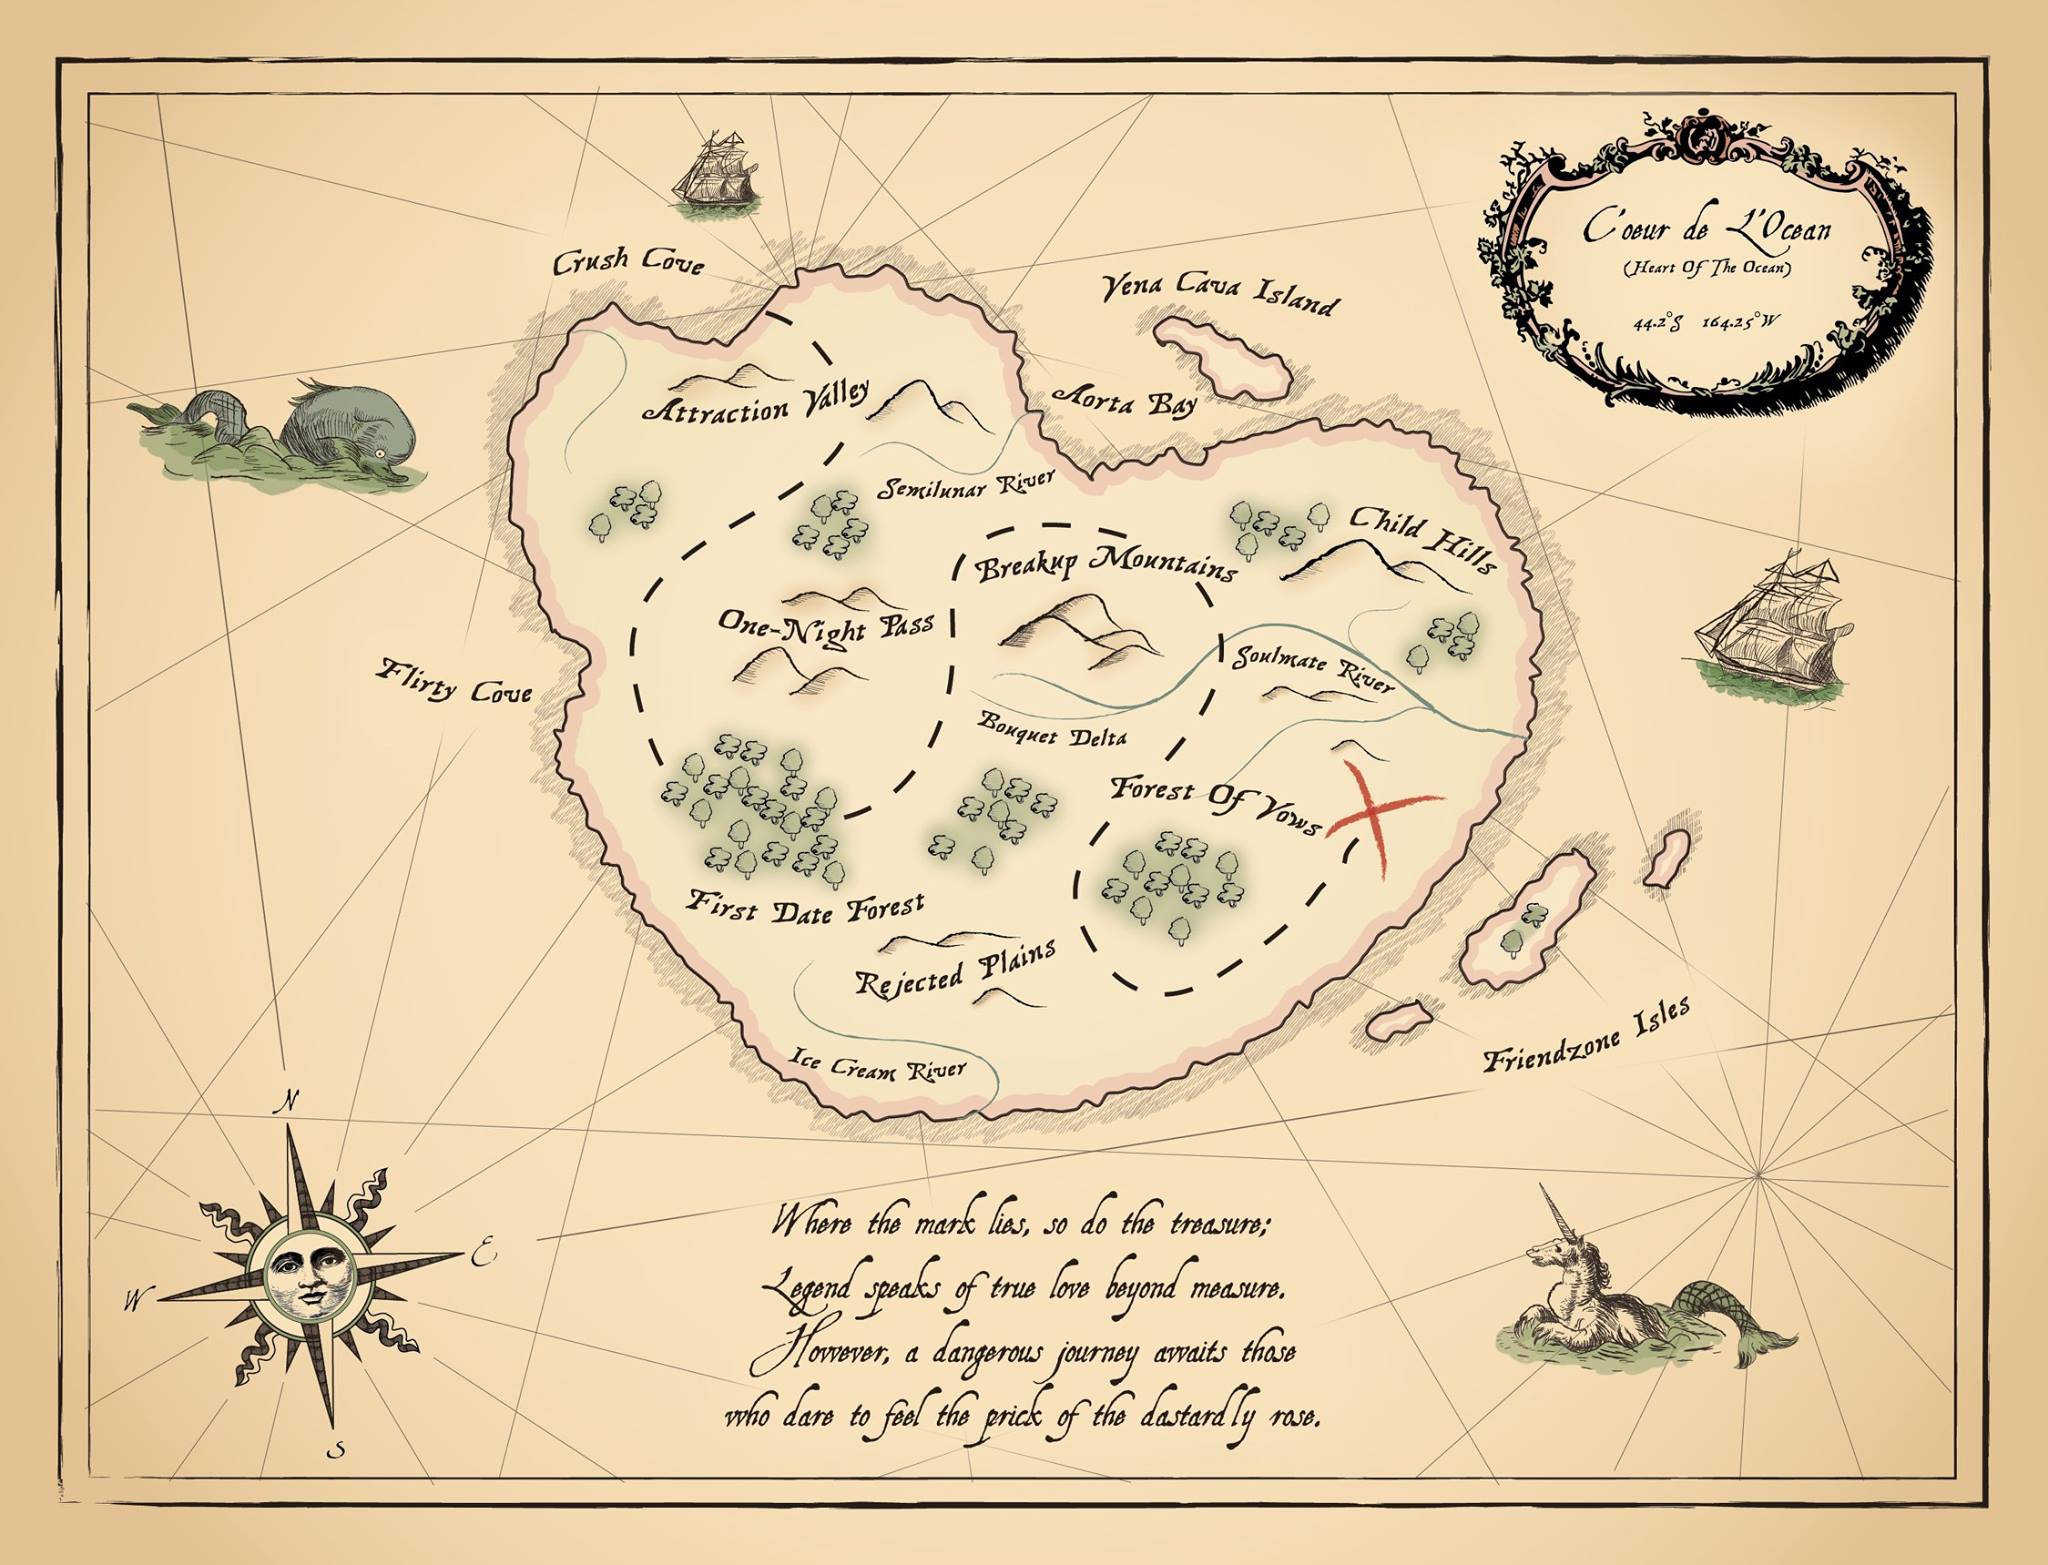 Coeur de L'Ocean
(Heart Of The Ocean)
44.2°S 164.25°W
Crush Cove
Vena Cava Island
Attraction Valley
Aorta Bay
Semilunar River
Child Hills
Breakup Mountains
One-Night Pass
Flirty Cove
Soulmate River
Bouquet Delta
Forest Of Vows
First Date Forest
Rejected Plains
Friendzone Isles
Ice Cream River
N
E
W
S
Where the mark lies, so do the treasure;
Legend speaks of true love beyond measure.
However, a dangerous journey awaits those
who dare to feel the prick of the dastardly rose.